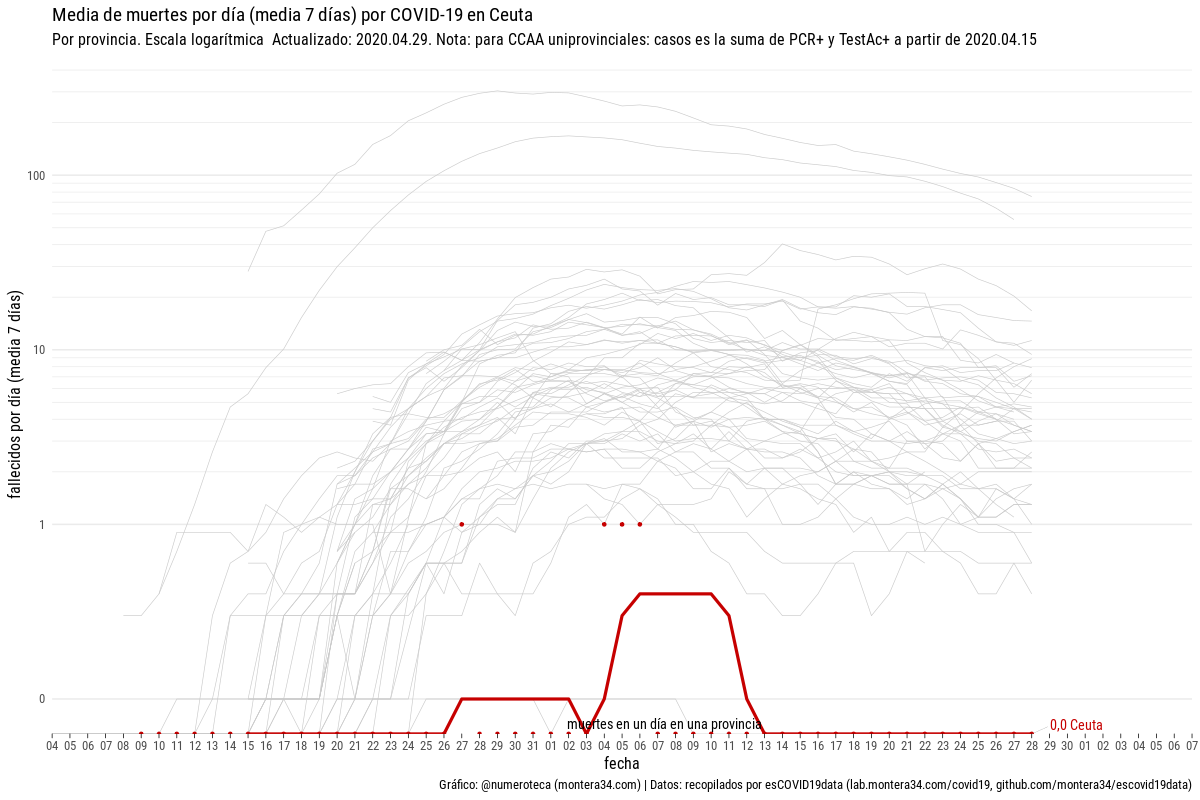 Media de muertes por día (media 7 días) por COVID-19 en Ceuta
Por provincia. Escala logarítmica  Actualizado: 2020.04.29. Nota: para CCAA uniprovinciales: casos es la suma de PCR+ y TestAc+ a partir de 2020.04.15
fallecidos por día (media  7 días)
100
10
1
0
muertes en un día en una provincia
0,0 Ceuta
04 05 06 07 08 09 10 11 12 13 14 15 16 17 18 19 20 21 22 23 24 25 26 27 28 29 30 31 01 02 03 04 05 06 07 08 09 10 11 12 13 14 15 16 17 18 19 20 21 22 23 24 25 26 27 28 29 30 01 02 03 04 05 06 07
fecha
Gráfico: @numeroteca (montera34.com) | Datos: recopilados por esCOVID19data (lab.montera34.com/covid19, github.com/montera34/escovid19data)